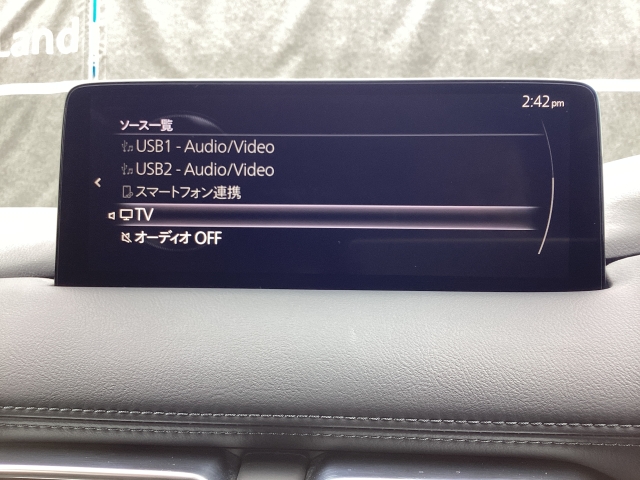 Land
2:42pm
ソース一覧
USB1 - Audio/Video
USB2 - Audio/Video
スマートフォン連携
TV
オーディオ OFF